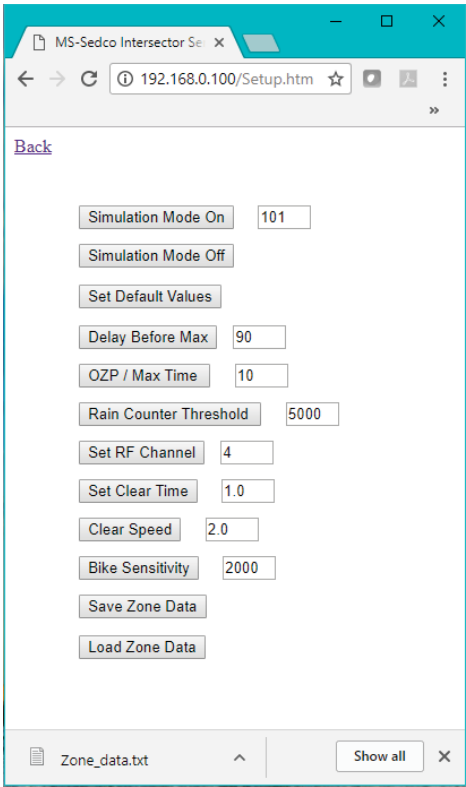 MS-Sedco Intersector Se
192.168.0.100/Setup.htm
»
Back
Simulation Mode On 101
Simulation Mode Off
Set Default Values
Delay Before Max 90
OZP / Max Time 10
Rain Counter Threshold 5000
Set RF Channel 4
Set Clear Time 1.0
Clear Speed 2.0
Bike Sensitivity 2000
Save Zone Data
Load Zone Data
Zone_data.txt Show all